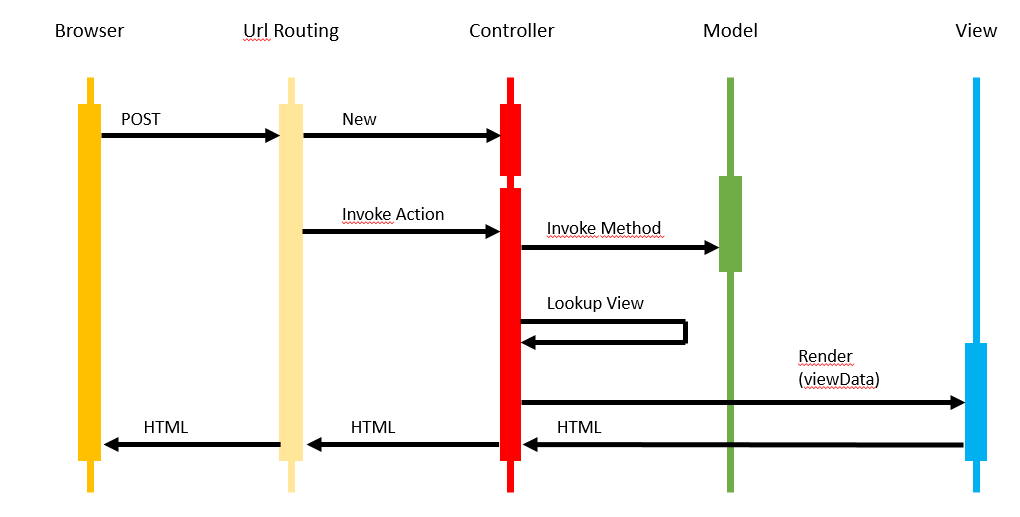 Browser
Url Routing
Controller
Model
View
POST
New
Invoke Action
Invoke Method
Lookup View
Render
(viewData)
HTML
HTML
HTML